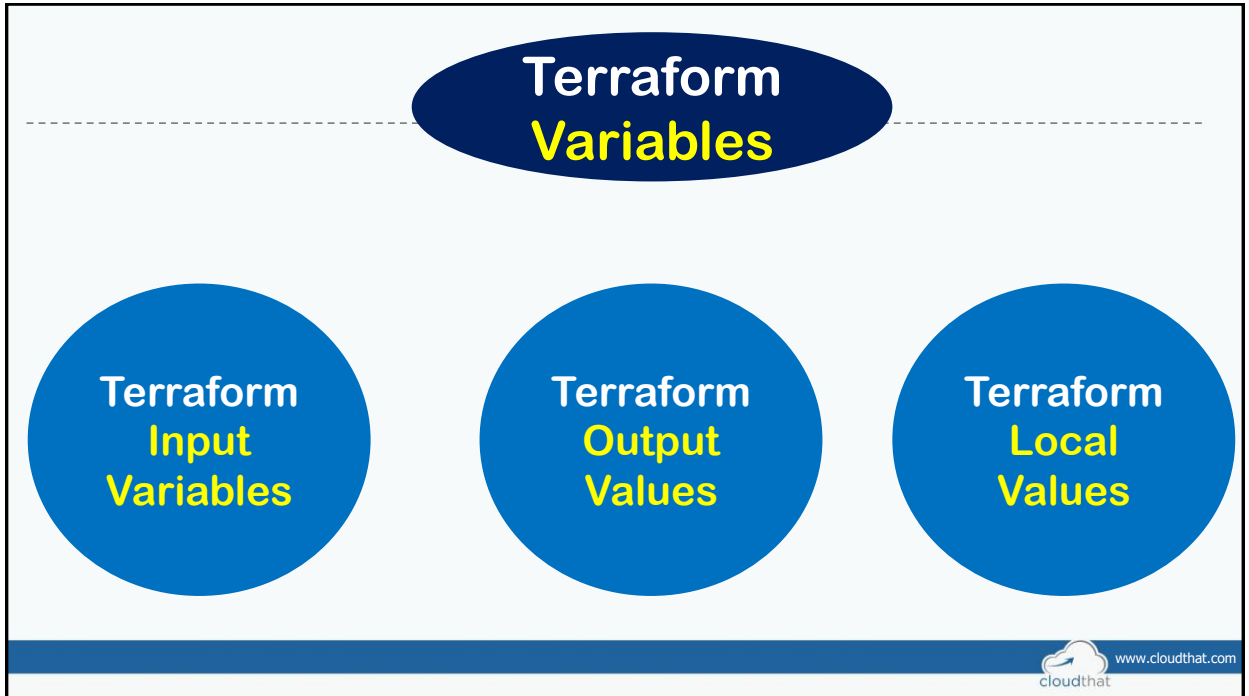 Terraform
Variables
Terraform
Input
Variables
Terraform
Output
Values
Terraform
Local
Values
www.cloudthat.com
cloudthat